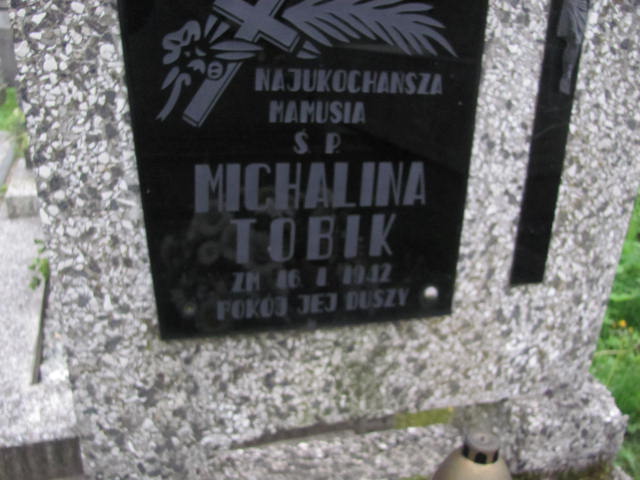 NAJUKOCHAŃSZA
MAMUSIA
Ś P.
MICHALINA
TOBIK
ZM 16 I 1942
POKÓJ JEJ DUSZY